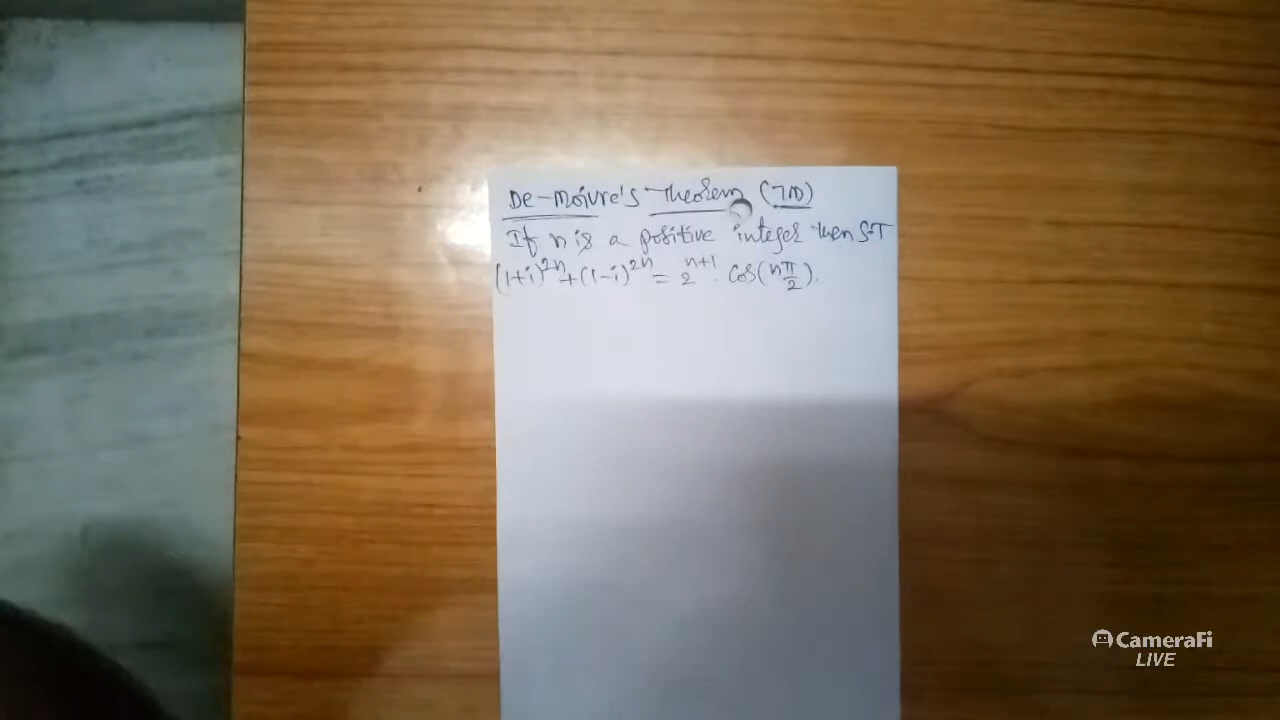 De-Moivre's Theorem (7M)
If n is a positive integer then S.T
(1+i)^2n + (1-i)^2n = 2^n+1 . Cos(nπ/2).
CameraFi
LIVE